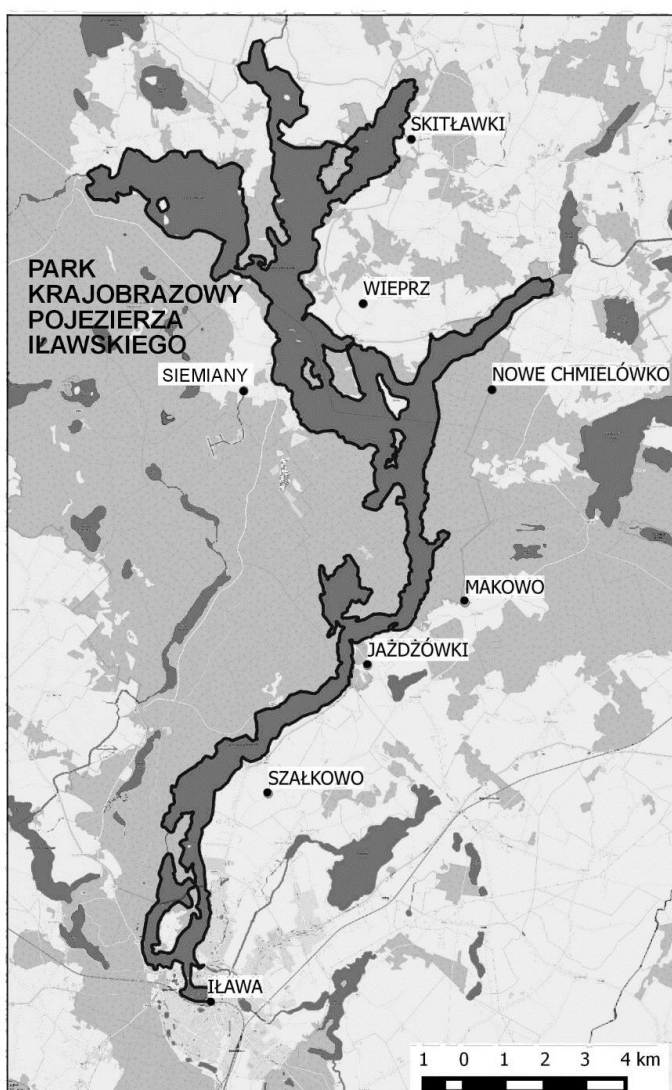 SKITŁAWKI
PARK
KRAJOBRAZOWY
POJEZIERZA
IŁAWSKIEGO
WIEPRZ
SIEMIANY
NOWE CHMIELÓWKO
MAKOWO
JAŻDŻÓWKI
SZAŁKOWO
IŁAWA
1 0 1 2 3 4 km